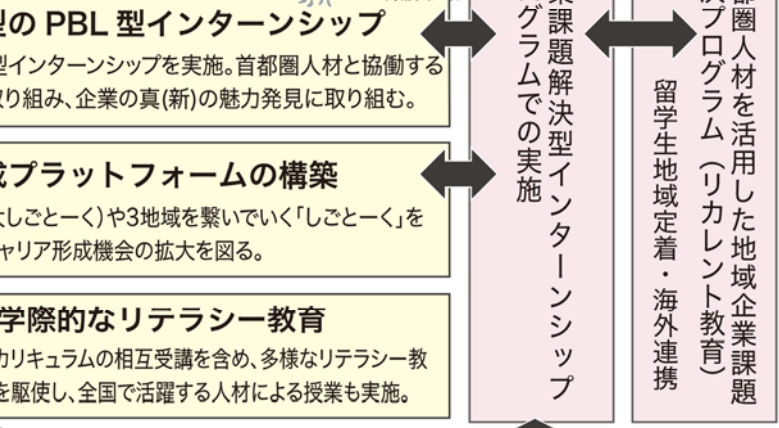 型の PBL 型インターンシップ
型インターンシップを実施。首都圏人材と協働する
り組み、企業の真(新)の魅力発見に取り組む。
プラットフォームの構築
しごとーく)や3地域を繋いでいく「しごとーく」を
ャリア形成機会の拡大を図る。
学際的なリテラシー教育
カリキュラムの相互受講を含め、多様なリテラシー教
を駆使し、全国で活躍する人材による授業も実施。
業課題解決型インターンシップ
グラムでの実施
都圏人材を活用した地域企業課題
プログラム（リカレント教育）
留学生地域定着・海外連携